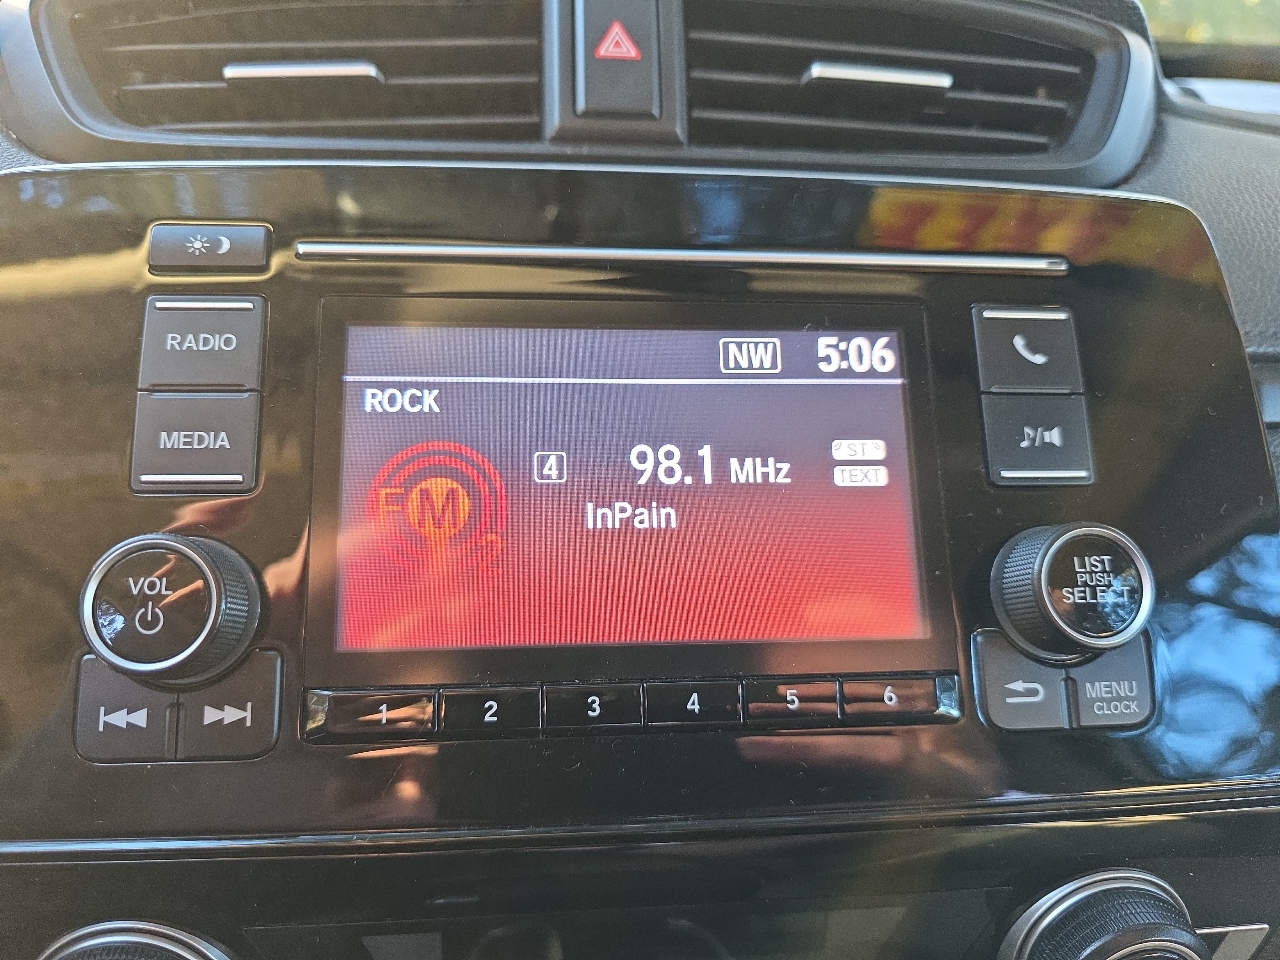 RADIO
MEDIA
NW 5:06
ROCK
4 98.1 MHz ST
TEXT
InPain
FM 2
VOL
LIST
PUSH
SELECT
1 2 3 4 5 6
MENU
CLOCK